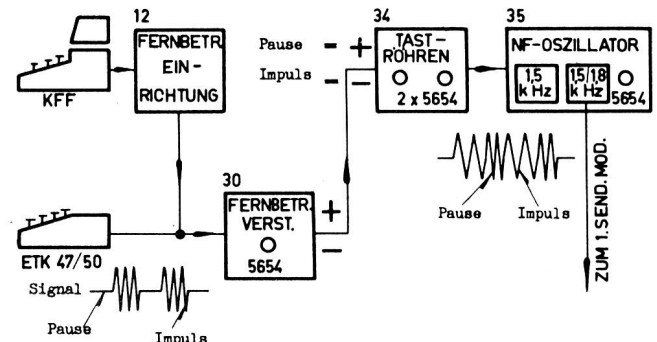 12
FERNBETR.
EIN-
RICHTUNG
KFF
Pause - +
Impuls - -
34
TAST-
RÖHREN
2 x 5654
35
NF-OSZILLATOR
1,5
k Hz
1,5/1,8
k Hz
5654
Pause Impuls
ZUM 1. SEND. MOD.
30
FERNBETR.
VERST.
5654
+
-
ETK 47/50
Signal
Pause
Impuls